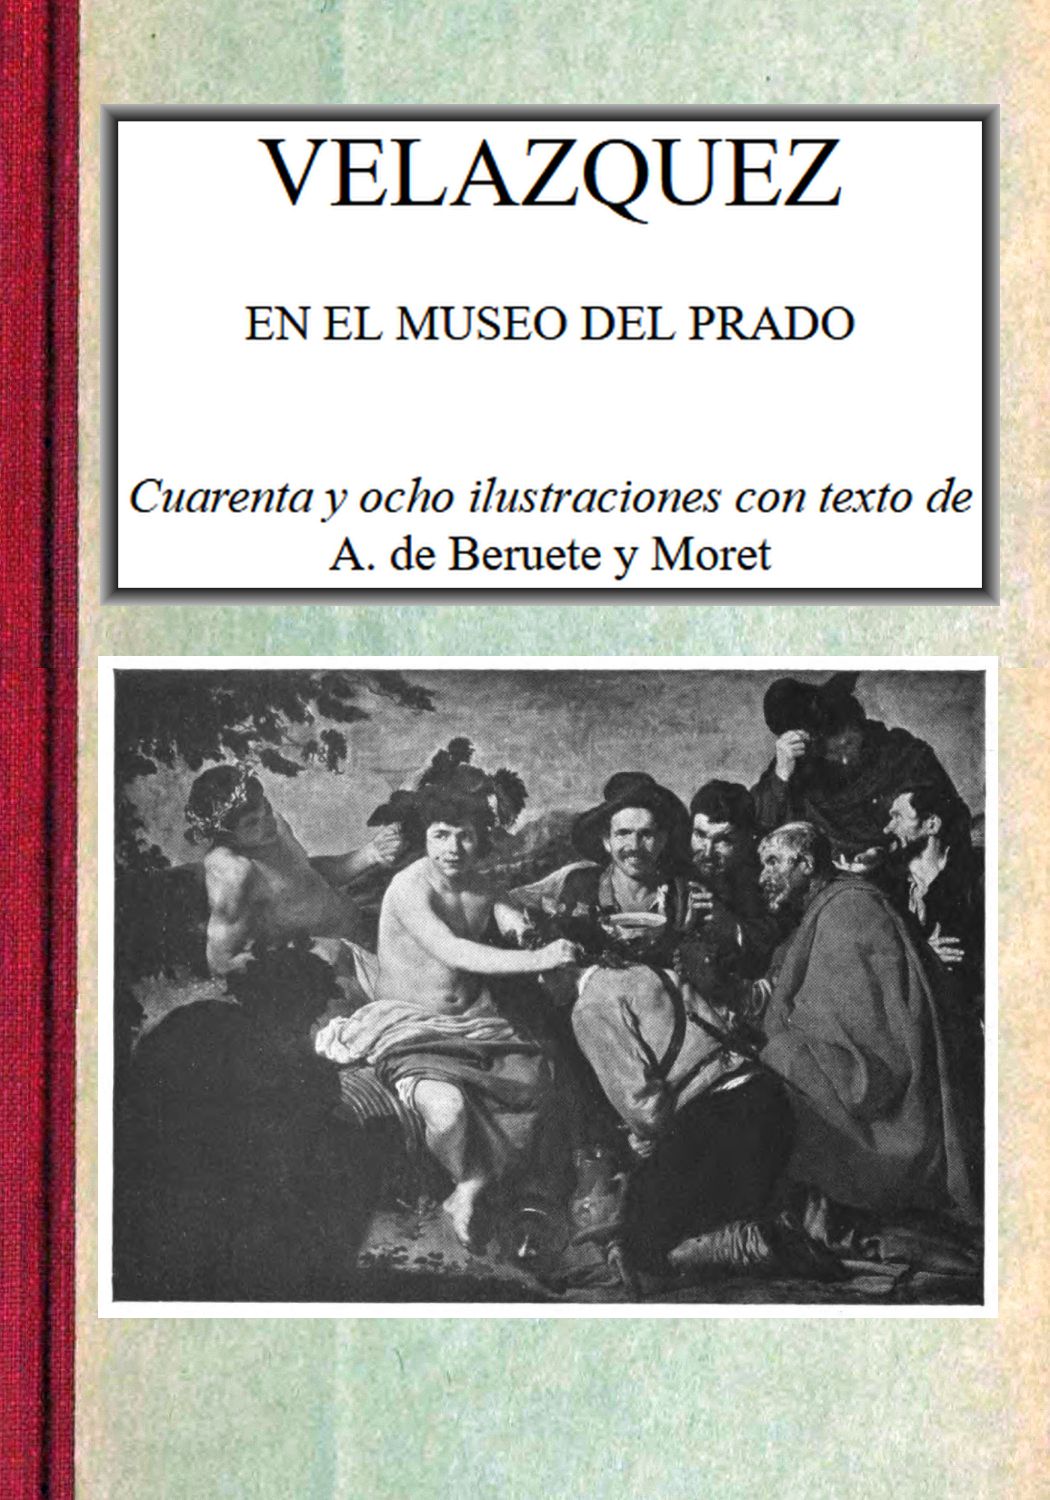 VELAZQUEZ
EN EL MUSEO DEL PRADO
Cuarenta y ocho ilustraciones con texto de
A. de Beruete y Moret